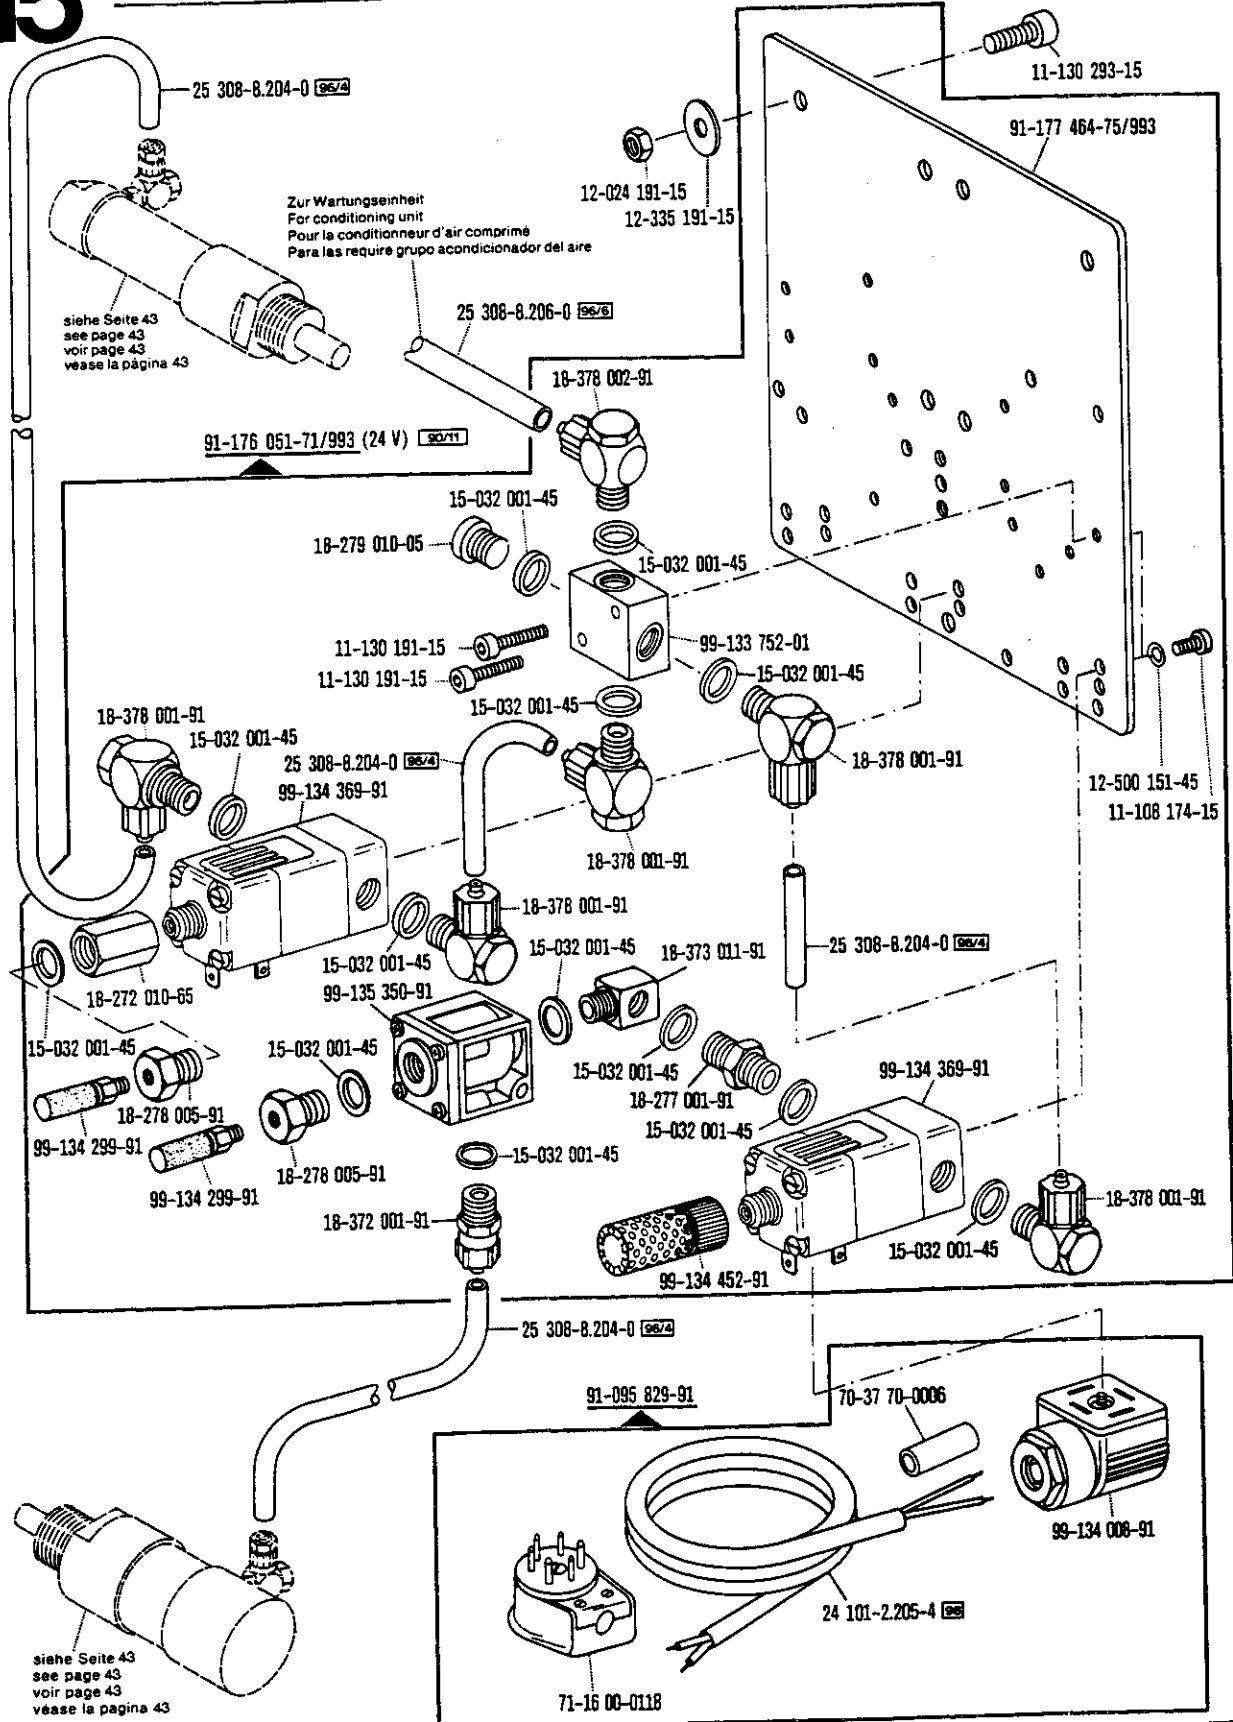 15
25 308-8.204-0 96/4
11-130 293-15
91-177 464-75/993
12-024 191-15
12-335 191-15
Zur Wartungseinheit
For conditioning unit
Pour la conditionneur d'air comprimé
Para las require grupo acondicionador del aire
siehe Seite 43
see page 43
voir page 43
véase la página 43
25 308-8.206-0 96/6
18-378 002-91
91-176 051-71/993 (24 V) 90/11
15-032 001-45
18-279 010-05
15-032 001-45
11-130 191-15
99-133 752-01
11-130 191-15
15-032 001-45
15-032 001-45
18-378 001-91
15-032 001-45
25 308-8.204-0 96/4
18-378 001-91
99-134 369-91
12-500 151-45
11-108 174-15
18-378 001-91
18-378 001-91
15-032 001-45
15-032 001-45
18-373 011-91
25 308-8.204-0 96/4
18-272 010-65
99-135 350-91
15-032 001-45
15-032 001-45
15-032 001-45
99-134 369-91
18-278 005-91
18-277 001-91
99-134 299-91
15-032 001-45
15-032 001-45
18-278 005-91
99-134 299-91
18-372 001-91
18-378 001-91
15-032 001-45
99-134 452-91
25 308-8.204-0 96/4
91-095 829-91
70-37 70-0006
99-134 008-91
24 101-2.205-4 96
71-16 00-0118
siehe Seite 43
see page 43
voir page 43
véase la pagina 43